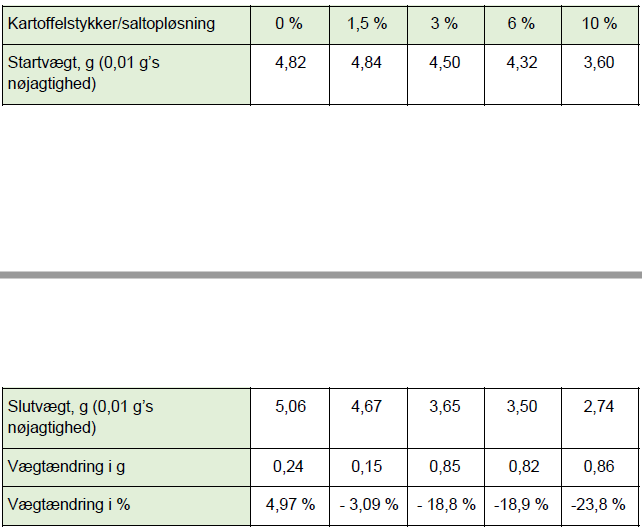 Kartoffelstykker/saltopløsning 0 % 1,5 % 3 % 6 % 10 %
Startvægt, g (0,01 g's 4,82 4,84 4,50 4,32 3,60
nøjagtighed)
Slutvægt, g (0,01 g's 5,06 4,67 3,65 3,50 2,74
nøjagtighed)
Vægtændring i g 0,24 0,15 0,85 0,82 0,86
Vægtændring i % 4,97 % - 3,09 % - 18,8 % -18,9 % -23,8 %